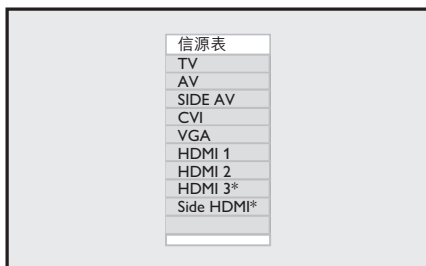 信源表
TV
AV
SIDE AV
CVI
VGA
HDMI 1
HDMI 2
HDMI 3*
Side HDMI*